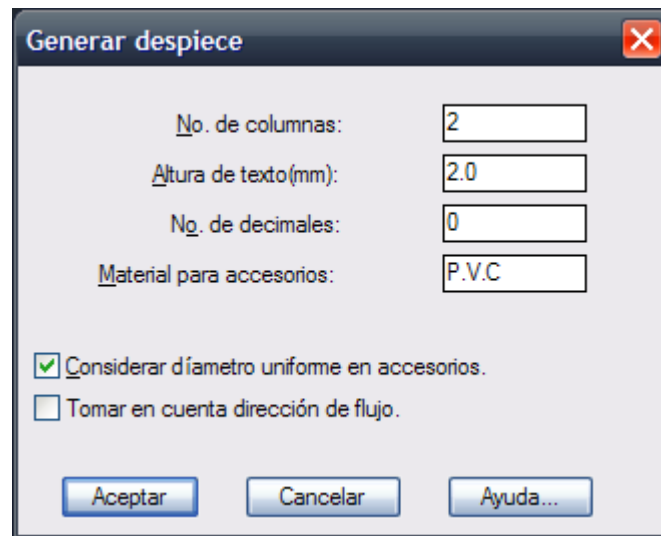 Generar despiece
No. de columnas: 2
Altura de texto(mm): 2.0
No. de decimales: 0
Material para accesorios: P.V.C
Considerar díametro uniforme en accesorios.
Tomar en cuenta dirección de flujo.
Aceptar Cancelar Ayuda...